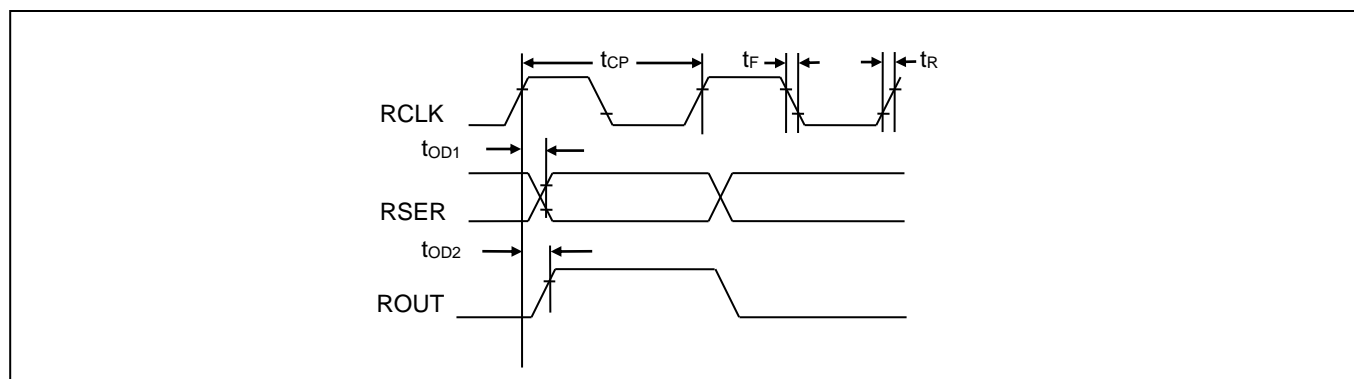 tCP tF tR
RCLK
tOD1
RSER
tOD2
ROUT